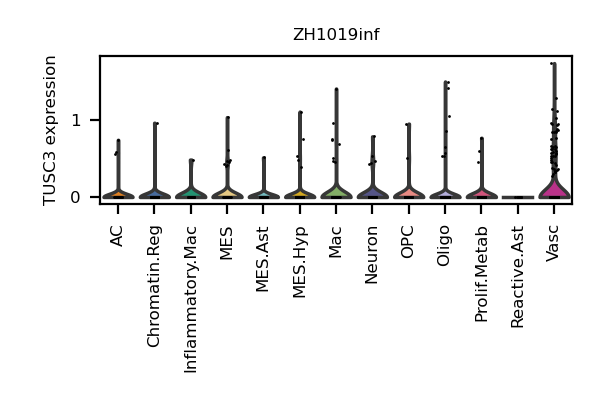 ZH1019inf
TUSC3 expression
1
0
AC
Chromatin.Reg
Inflammatory.Mac
MES
MES.Ast
MES.Hyp
Mac
Neuron
OPC
Oligo
Prolif.Metab
Reactive.Ast
Vasc